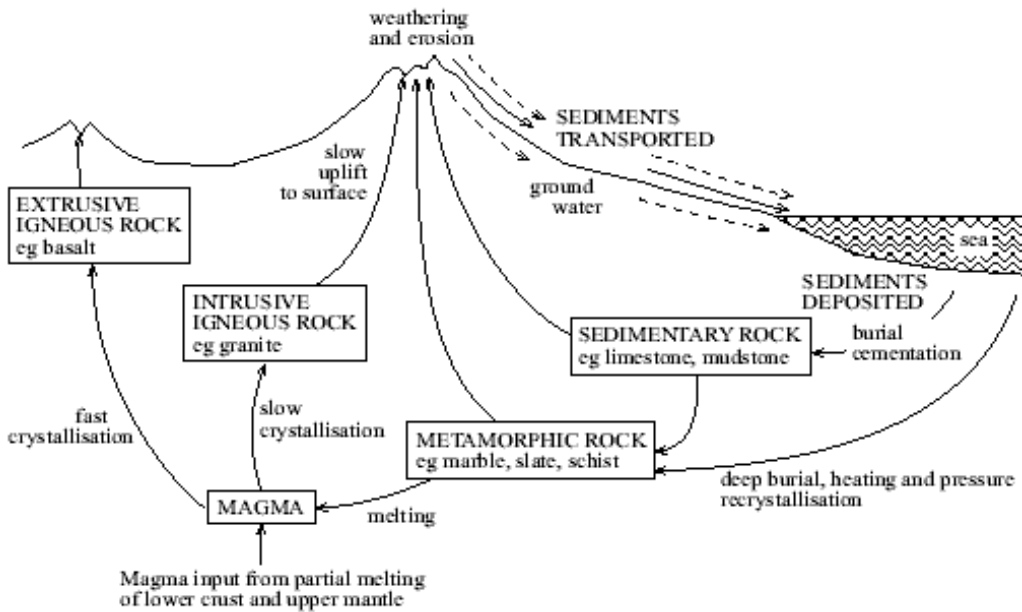 weathering
and erosion
SEDIMENTS
TRANSPORTED
slow
uplift
to surface
ground
water
EXTRUSIVE
IGNEOUS ROCK
eg basalt
sea
SEDIMENTS
DEPOSITED
INTRUSIVE
IGNEOUS ROCK
eg granite
SEDIMENTARY ROCK
eg limestone, mudstone
burial
cementation
fast
crystallisation
slow
crystallisation
METAMORPHIC ROCK
eg marble, slate, schist
deep burial, heating and pressure
recrystallisation
MAGMA
melting
Magma input from partial melting
of lower crust and upper mantle